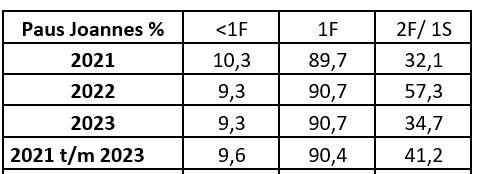 Paus Joannes % <1F 1F 2F/ 1S
2021 10,3 89,7 32,1
2022 9,3 90,7 57,3
2023 9,3 90,7 34,7
2021 t/m 2023 9,6 90,4 41,2